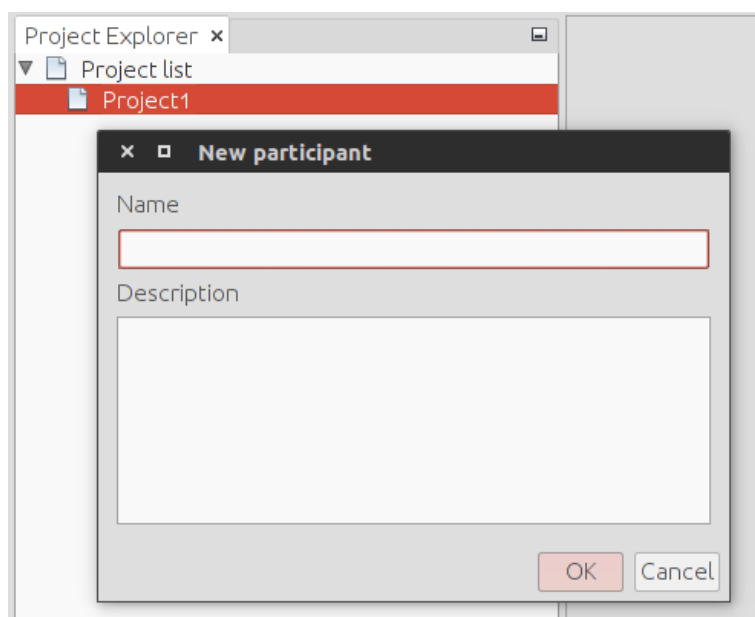 Project Explorer
Project list
Project1
New participant
Name
Description
OK Cancel